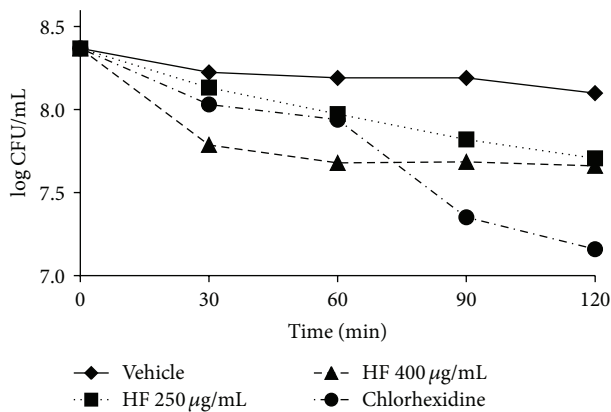 8.5
8.0
7.5
7.0
log CFU/mL
0 30 60 90 120
Time (min)
Vehicle HF 400 μg/mL
HF 250 μg/mL Chlorhexidine